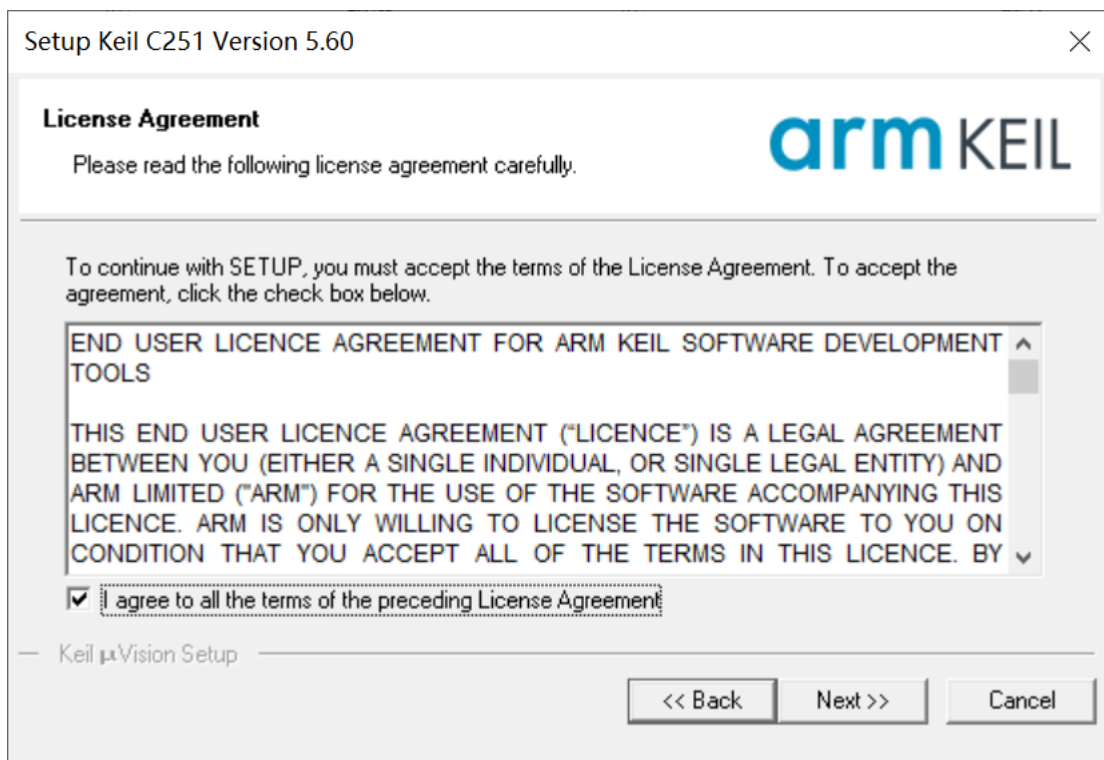 Setup Keil C251 Version 5.60
License Agreement
Please read the following license agreement carefully.
arm KEIL
To continue with SETUP, you must accept the terms of the License Agreement. To accept the
agreement, click the check box below.
END USER LICENCE AGREEMENT FOR ARM KEIL SOFTWARE DEVELOPMENT
TOOLS
THIS END USER LICENCE AGREEMENT (“LICENCE”) IS A LEGAL AGREEMENT
BETWEEN YOU (EITHER A SINGLE INDIVIDUAL, OR SINGLE LEGAL ENTITY) AND
ARM LIMITED ("ARM") FOR THE USE OF THE SOFTWARE ACCOMPANYING THIS
LICENCE. ARM IS ONLY WILLING TO LICENSE THE SOFTWARE TO YOU ON
CONDITION THAT YOU ACCEPT ALL OF THE TERMS IN THIS LICENCE. BY
I agree to all the terms of the preceding License Agreement
Keil µVision Setup
<< Back
Next >>
Cancel